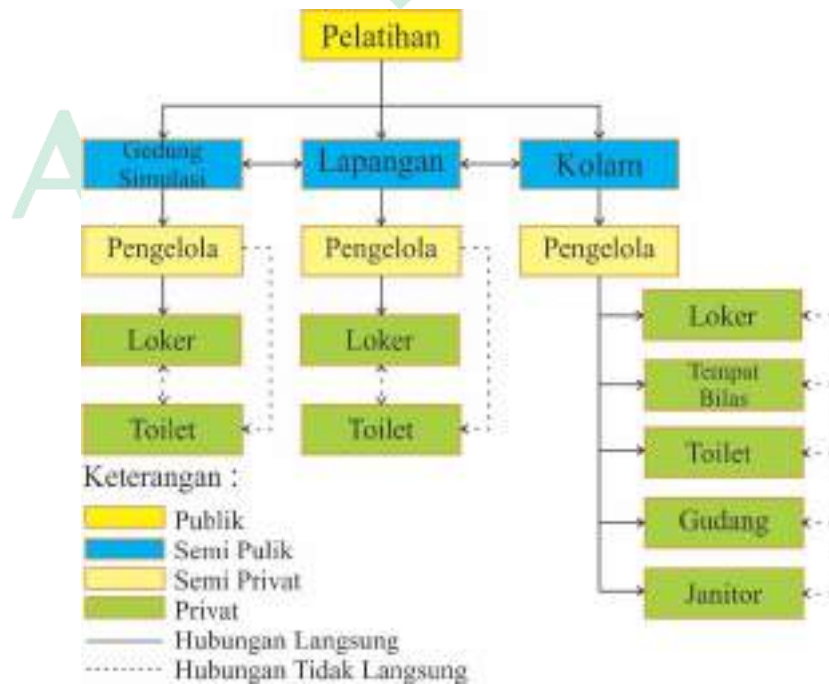 Pelatihan
Gedung
Simulasi
Lapangan
Kolam
Pengelola
Pengelola
Pengelola
Loker
Loker
Loker
Tempat
Bilas
Toilet
Toilet
Toilet
Gudang
Janitor
Keterangan :
Publik
Semi Pulik
Semi Privat
Privat
Hubungan Langsung
Hubungan Tidak Langsung